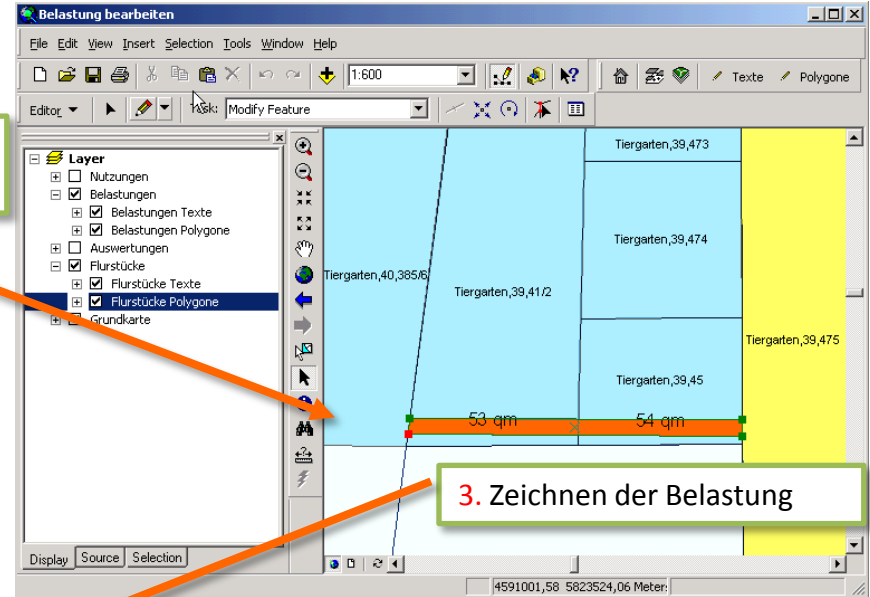 Belastung bearbeiten
File Edit View Insert Selection Tools Window Help
1:600
Texte
Polygone
Editor
Task: Modify Feature
Layer
Nutzungen
Belastungen
Belastungen Texte
Belastungen Polygone
Auswertungen
Flurstücke
Flurstücke Texte
Flurstücke Polygone
Grundkarte
Display Source Selection
Tiergarten,39,473
Tiergarten,39,474
Tiergarten,40,385/6
Tiergarten,39,41/2
Tiergarten,39,475
Tiergarten,39,45
53 qm
54 qm
3. Zeichnen der Belastung
4591001,58 5823524,06 Meter: